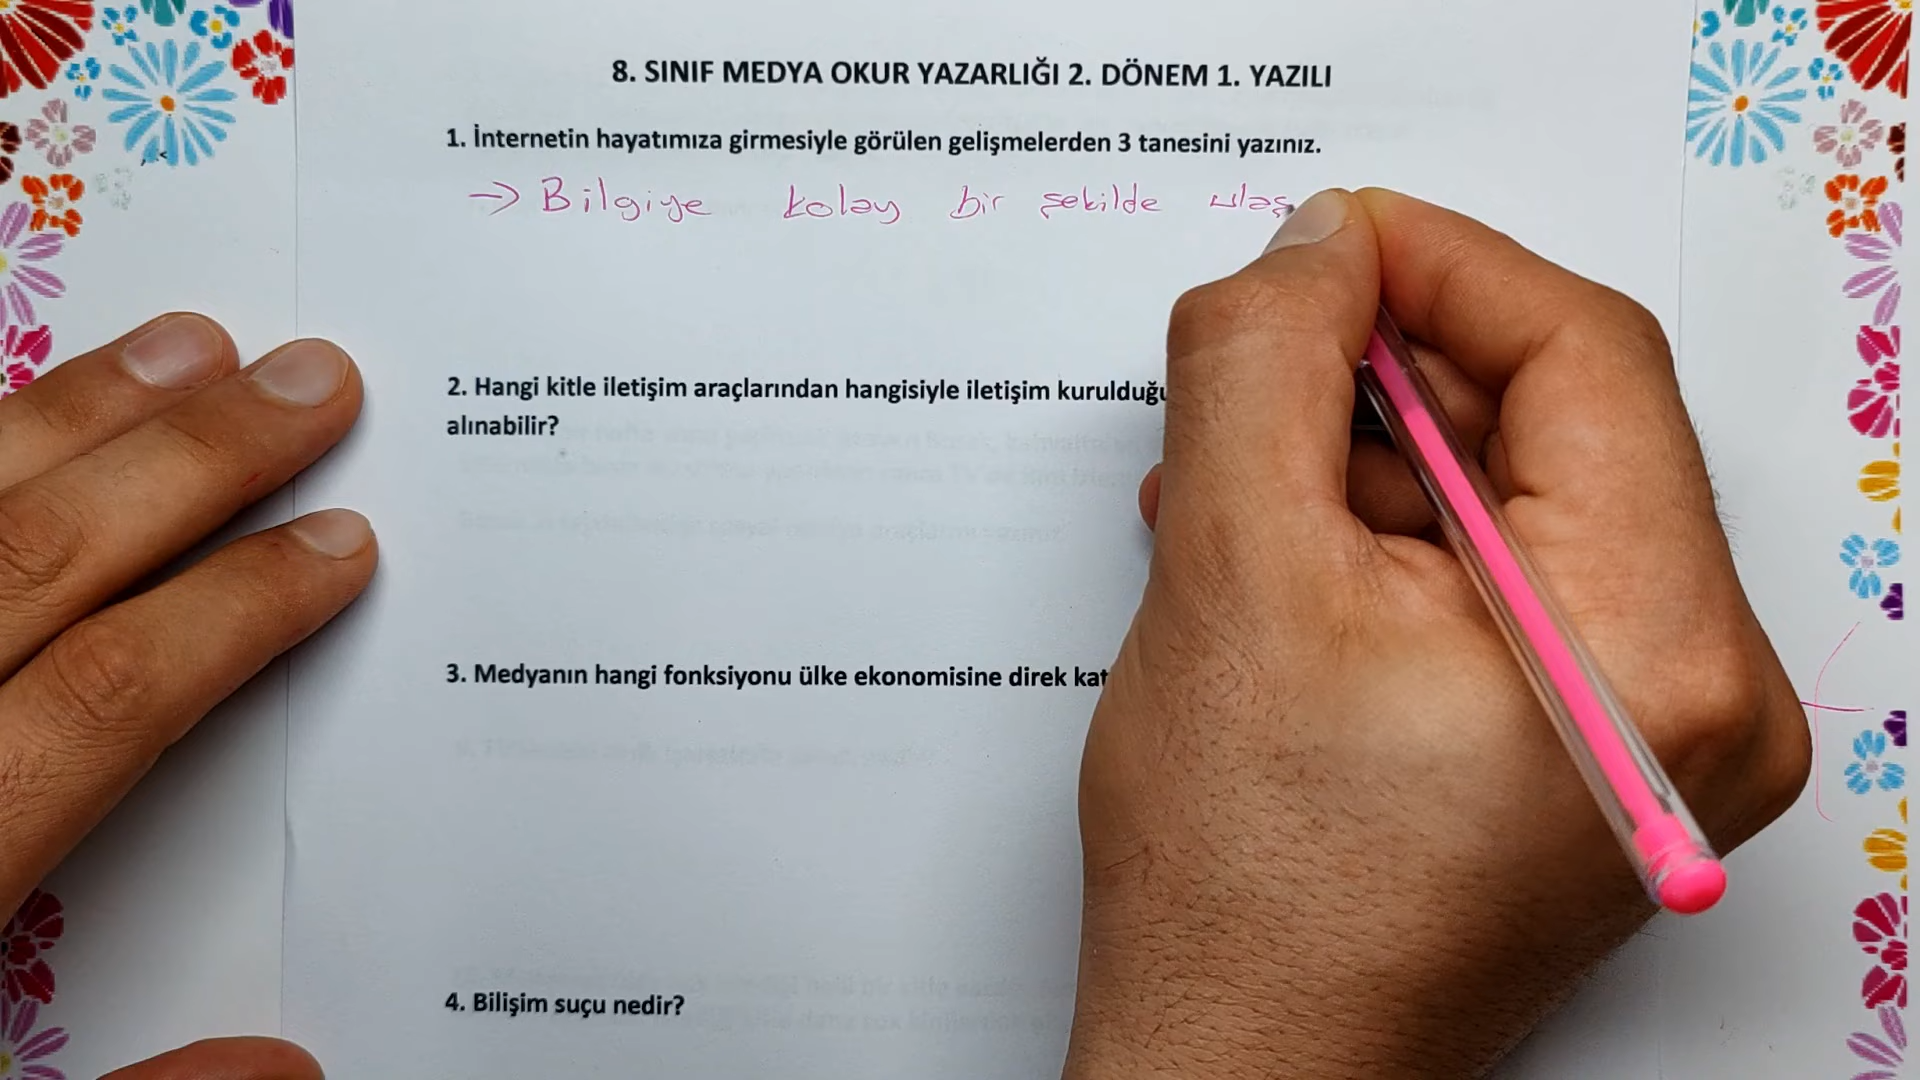 8. SINIF MEDYA OKUR YAZARLIĞI 2. DÖNEM 1. YAZILI
1. İnternetin hayatımıza girmesiyle görülen gelişmelerden 3 tanesini yazınız.
→ Bilgiye kolay bir şekilde ulaş
2. Hangi kitle iletişim araçlarından hangisiyle iletişim kurulduğu
alınabilir?
3. Medyanın hangi fonksiyonu ülke ekonomisine direk kat
4. Bilişim suçu nedir?